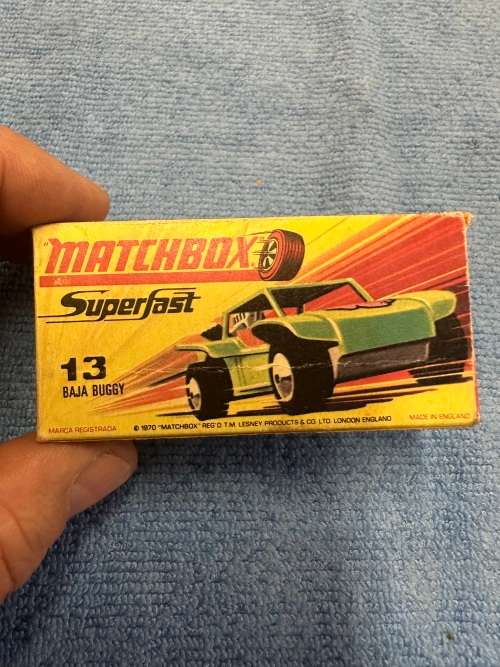 "MATCHBOX"
Superfast
13
BAJA BUGGY
MARCA REGISTRADA
© 1970 "MATCHBOX" REG'D. T.M. LESNEY PRODUCTS & CO. LTD. LONDON ENGLAND
MADE IN ENGLAND